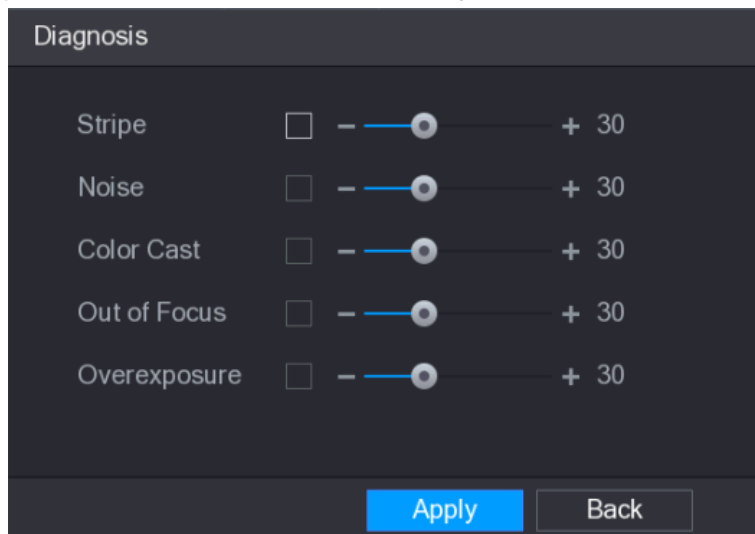 Diagnosis
Stripe 30
Noise 30
Color Cast 30
Out of Focus 30
Overexposure 30
Apply Back